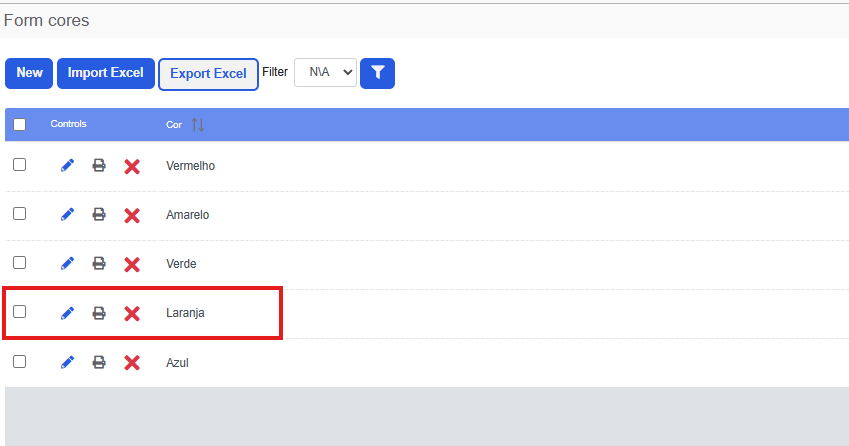 Form cores
New Import Excel Export Excel Filter N\A
Controls Cor
Vermelho
Amarelo
Verde
Laranja
Azul